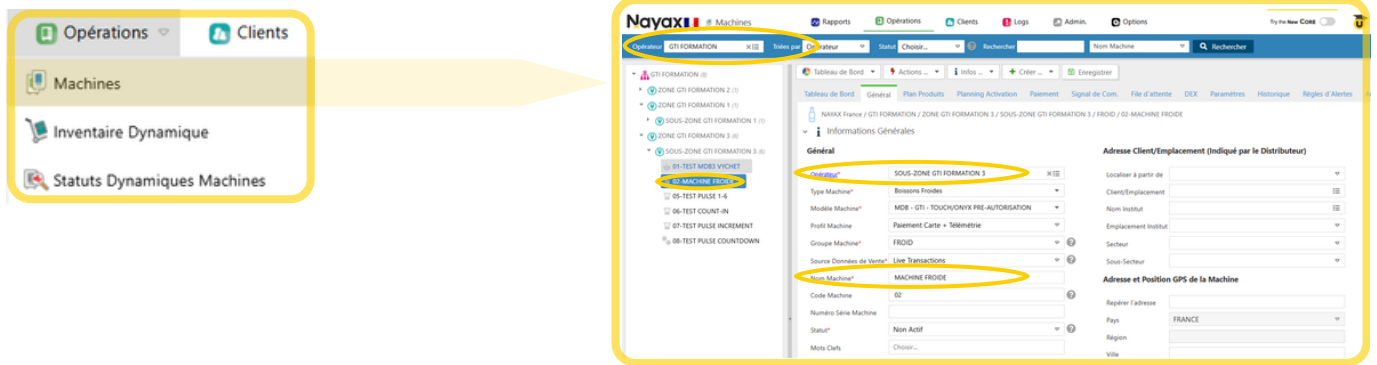 Opérations
Clients
Machines
Inventaire Dynamique
Statuts Dynamiques Machines
Nayax Machines
Rapports
Opérations
Clients
Logs
Admin.
Options
Try the New CORE
Opérateur GTI FORMATION
Triées par Opérateur
Statut Choisir...
Rechercher
Nom Machine
Rechercher
GTI FORMATION (0)
ZONE GTI FORMATION 2 (1)
ZONE GTI FORMATION 1 (1)
SOUS-ZONE GTI FORMATION 1 (1)
ZONE GTI FORMATION 3 (6)
SOUS-ZONE GTI FORMATION 3 (6)
01-TEST MDB3 VYCHET
02-MACHINE FROIDE
05-TEST PULSE 1-6
06-TEST COUNT-IN
07-TEST PULSE INCREMENT
08-TEST PULSE COUNTDOWN
Tableau de Bord
Actions ...
Infos ...
Créer ...
Enregistrer
Tableau de Bord
Général
Plan Produits
Planning Activation
Paiement
Signal de Com.
File d'attente
DEX
Paramètres
Historique
Règles d'Alertes
NAYAX France / GTI FORMATION / ZONE GTI FORMATION 3 / SOUS-ZONE GTI FORMATION 3 / FROID / 02-MACHINE FROIDE
Informations Générales
Général
Opérateur* SOUS-ZONE GTI FORMATION 3
Type Machine* Boissons Froides
Modèle Machine* MDB - GTI - TOUCH/ONYX PRE-AUTORISATION
Profil Machine Paiement Carte + Télémétrie
Groupe Machine* FROID
Source Données de Vente* Live Transactions
Nom Machine* MACHINE FROIDE
Code Machine 02
Numéro Série Machine
Statut* Non Actif
Mots Clefs Choisir...
Adresse Client/Emplacement (Indiqué par le Distributeur)
Localiser à partir de
Client/Emplacement
Nom Institut
Emplacement Institut
Secteur
Sous-Secteur
Adresse et Position GPS de la Machine
Repérer l'adresse
Pays FRANCE
Région
Ville